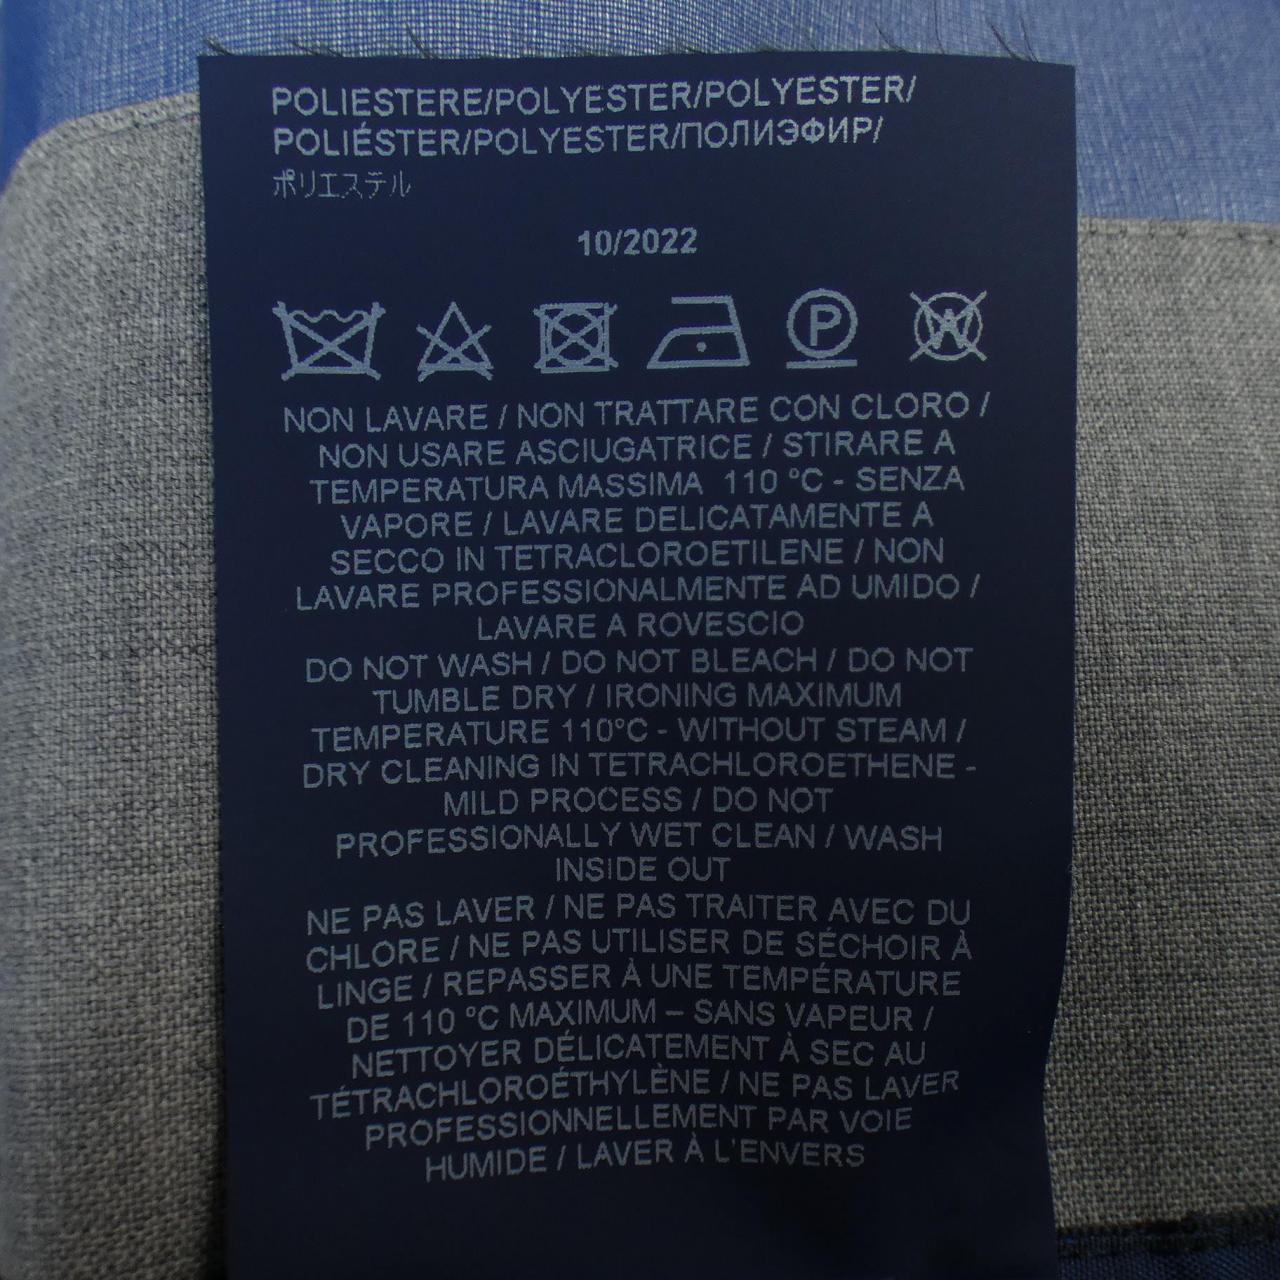 POLIESTERE/POLYESTER/POLYESTER/
POLIÉSTER/POLYESTER/ПОЛИЭФИР/
ポリエステル
10/2022
P W
NON LAVARE / NON TRATTARE CON CLORO /
NON USARE ASCIUGATRICE / STIRARE A
TEMPERATURA MASSIMA 110 °C - SENZA
VAPORE / LAVARE DELICATAMENTE A
SECCO IN TETRACLOROETILENE / NON
LAVARE PROFESSIONALMENTE AD UMIDO /
LAVARE A ROVESCIO
DO NOT WASH / DO NOT BLEACH / DO NOT
TUMBLE DRY / IRONING MAXIMUM
TEMPERATURE 110°C - WITHOUT STEAM /
DRY CLEANING IN TETRACHLOROETHENE -
MILD PROCESS / DO NOT
PROFESSIONALLY WET CLEAN / WASH
INSIDE OUT
NE PAS LAVER / NE PAS TRAITER AVEC DU
CHLORE / NE PAS UTILISER DE SÉCHOIR À
LINGE / REPASSER À UNE TEMPÉRATURE
DE 110 °C MAXIMUM – SANS VAPEUR /
NETTOYER DÉLICATEMENT À SEC AU
TÉTRACHLOROÉTHYLÈNE / NE PAS LAVER
PROFESSIONNELLEMENT PAR VOIE
HUMIDE / LAVER À L'ENVERS